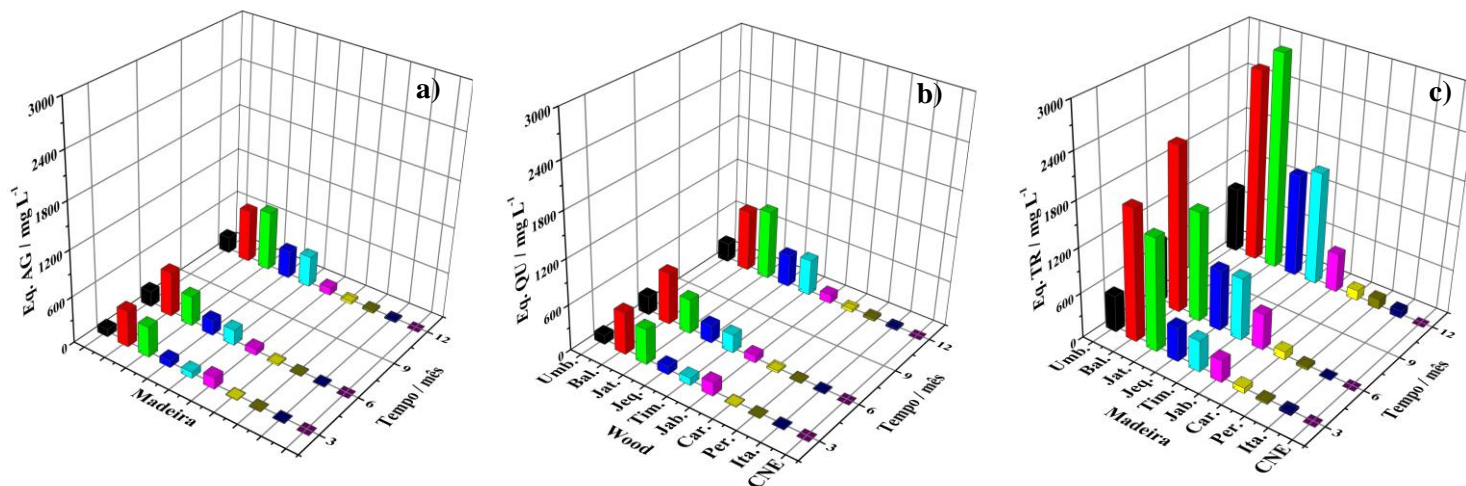 a)
3000
2400
1800
1200
600
0
Eq. AG / mg L⁻¹
Madeira
3
6
9
12
Tempo / mês
b)
3000
2400
1800
1200
600
0
Eq. QU / mg L⁻¹
Umb.
Bal.
Jat.
Jeq.
Tim.
Jab.
Car.
Per.
Ita.
CNE
Wood
3
6
9
12
Tempo / mês
c)
3000
2400
1800
1200
600
0
Eq. TR / mg L⁻¹
Umb.
Bal.
Jat.
Jeq.
Tim.
Jab.
Car.
Per.
Ita.
CNE
Madeira
3
6
9
12
Tempo / mês